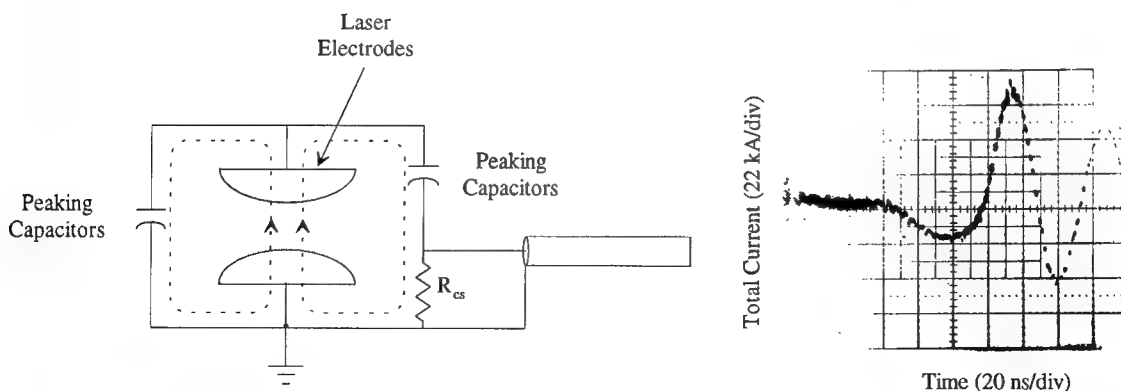 Laser
Electrodes
Peaking
Capacitors
Peaking
Capacitors
R_cs
Total Current (22 kA/div)
Time (20 ns/div)